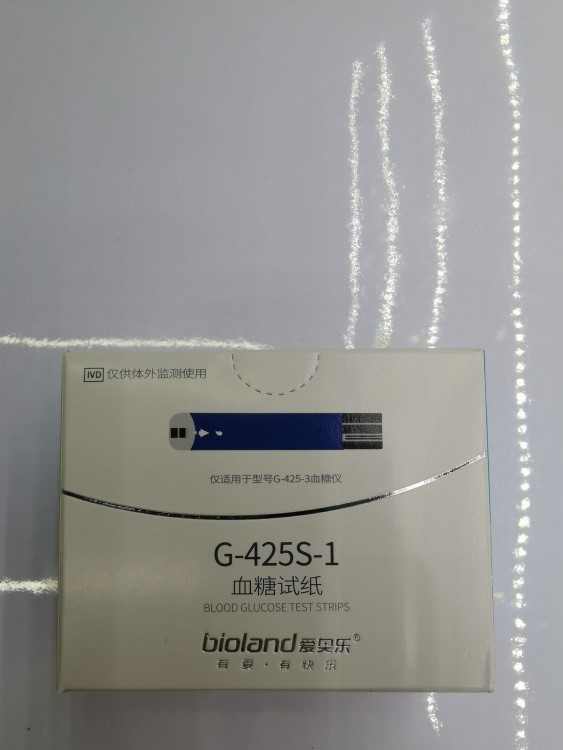 IVD 仅供体外监测使用
仅适用于型号G-425-3血糖仪
G-425S-1
血糖试纸
BLOOD GLUCOSE TEST STRIPS
bioland爱奥乐®
有爱·有快乐